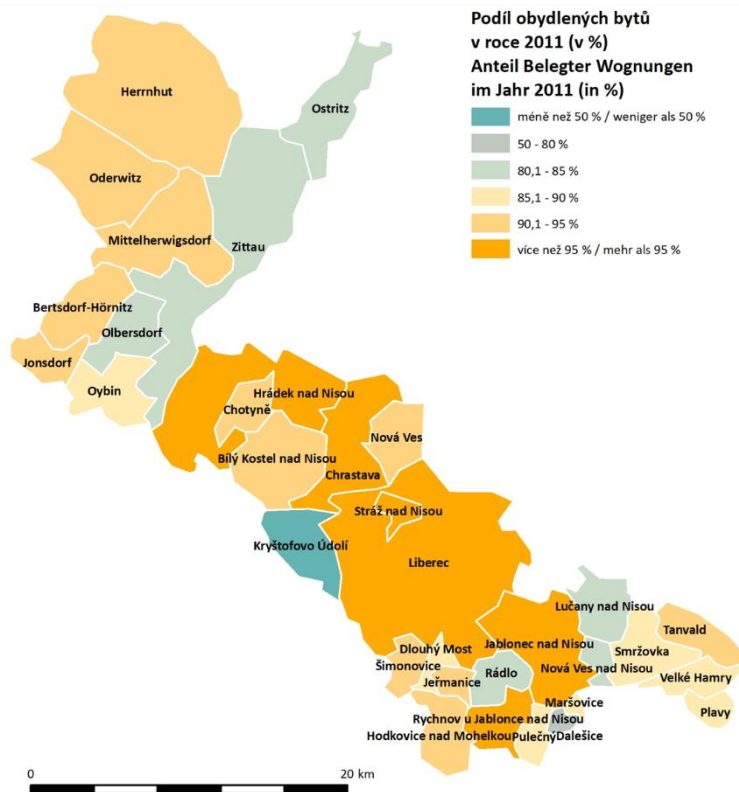 Podíl obydlených bytů
v roce 2011 (v %)
Anteil Belegter Wognungen
im Jahr 2011 (in %)
méně než 50 % / weniger als 50 %
50 - 80 %
80,1 - 85 %
85,1 - 90 %
90,1 - 95 %
více než 95 % / mehr als 95 %
Herrnhut
Ostritz
Oderwitz
Mittelherwigsdorf
Zittau
Bertsdorf-Hörnitz
Olbersdorf
Jonsdorf
Oybin
Hrádek nad Nisou
Chotyně
Nová Ves
Bílý Kostel nad Nisou
Chrastava
Stráž nad Nisou
Kryštofovo Údolí
Liberec
Lučany nad Nisou
Tanvald
Dlouhý Most
Jablonec nad Nisou
Smržovka
Šimonovice
Rádlo
Nová Ves nad Nisou
Jeřmanice
Velké Hamry
Maršovice
Plavy
Rychnov u Jablonce nad Nisou
Hodkovice nad Mohelkou
Pulečný
Dalešice
0 20 km